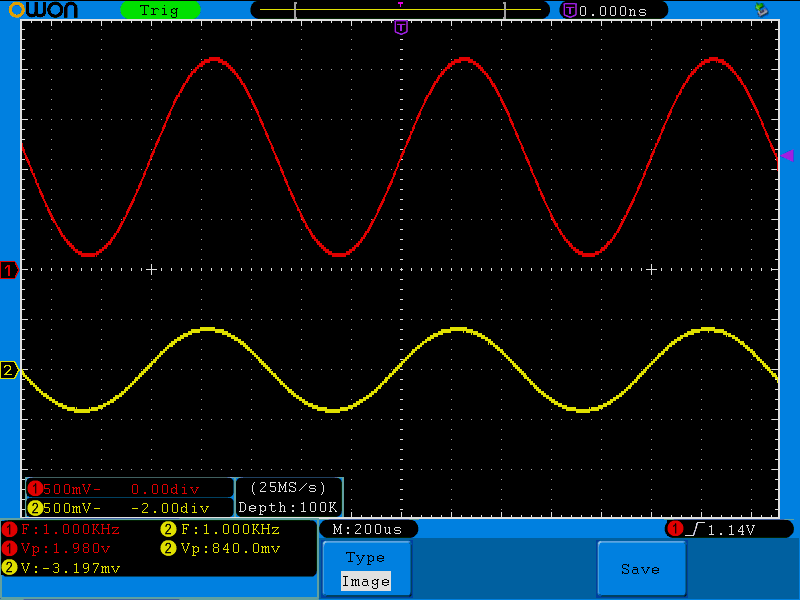 OWON Trig T 0.000ns
T
1
2
1 500mV- 0.00div (25MS/s)
2 500mV- -2.00div Depth:100K
1 F:1.000KHz 2 F:1.000KHz M:200us 1 1.14V
1 Vp:1.980v 2 Vp:840.0mv
2 V:-3.197mv
Type
Image
Save